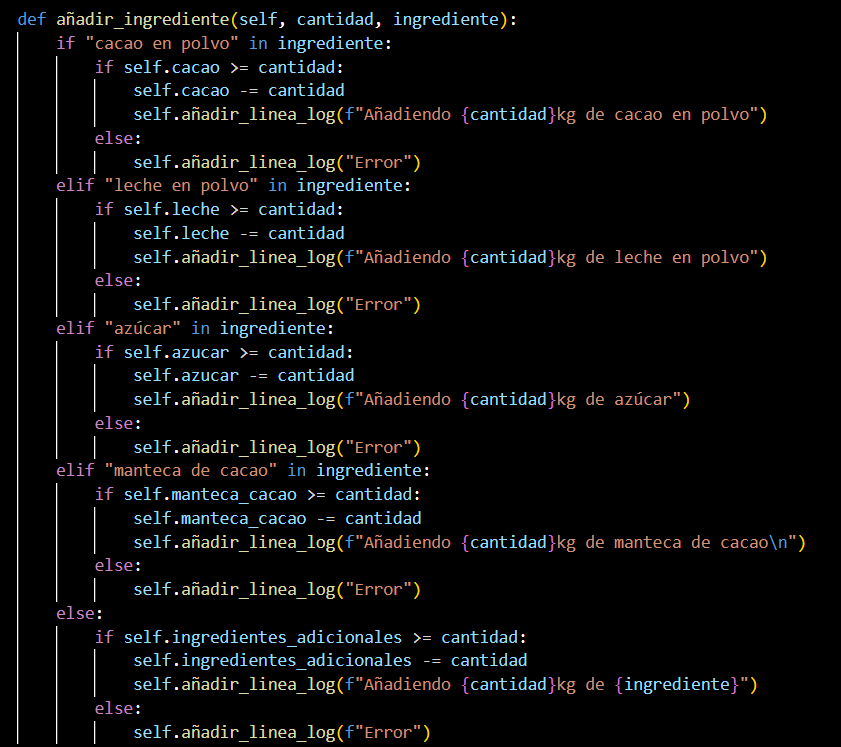 def añadir_ingrediente(self, cantidad, ingrediente):
    if "cacao en polvo" in ingrediente:
        if self.cacao >= cantidad:
            self.cacao -= cantidad
            self.añadir_linea_log(f"Añadiendo {cantidad}kg de cacao en polvo")
        else:
            self.añadir_linea_log("Error")
    elif "leche en polvo" in ingrediente:
        if self.leche >= cantidad:
            self.leche -= cantidad
            self.añadir_linea_log(f"Añadiendo {cantidad}kg de leche en polvo")
        else:
            self.añadir_linea_log("Error")
    elif "azúcar" in ingrediente:
        if self.azucar >= cantidad:
            self.azucar -= cantidad
            self.añadir_linea_log(f"Añadiendo {cantidad}kg de azúcar")
        else:
            self.añadir_linea_log("Error")
    elif "manteca de cacao" in ingrediente:
        if self.manteca_cacao >= cantidad:
            self.manteca_cacao -= cantidad
            self.añadir_linea_log(f"Añadiendo {cantidad}kg de manteca de cacao\n")
        else:
            self.añadir_linea_log("Error")
    else:
        if self.ingredientes_adicionales >= cantidad:
            self.ingredientes_adicionales -= cantidad
            self.añadir_linea_log(f"Añadiendo {cantidad}kg de {ingrediente}")
        else:
            self.añadir_linea_log(f"Error")